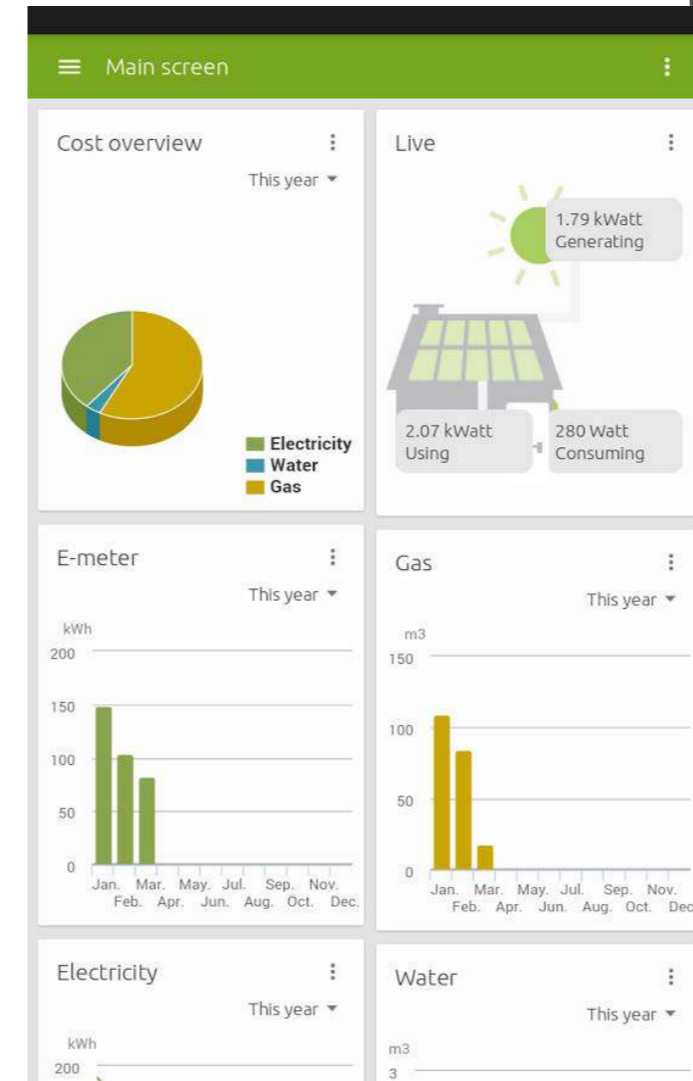 Main screen
Cost overview
This year
Electricity
Water
Gas
Live
1.79 kWatt
Generating
2.07 kWatt
Using
280 Watt
Consuming
E-meter
This year
kWh
200
150
100
50
0
Jan. Mar. May. Jul. Sep. Nov.
Feb. Apr. Jun. Aug. Oct. Dec.
Gas
This year
m3
150
100
50
0
Jan. Mar. May. Jul. Sep. Nov.
Feb. Apr. Jun. Aug. Oct. Dec
Electricity
This year
kWh
200
Water
This year
m3
3